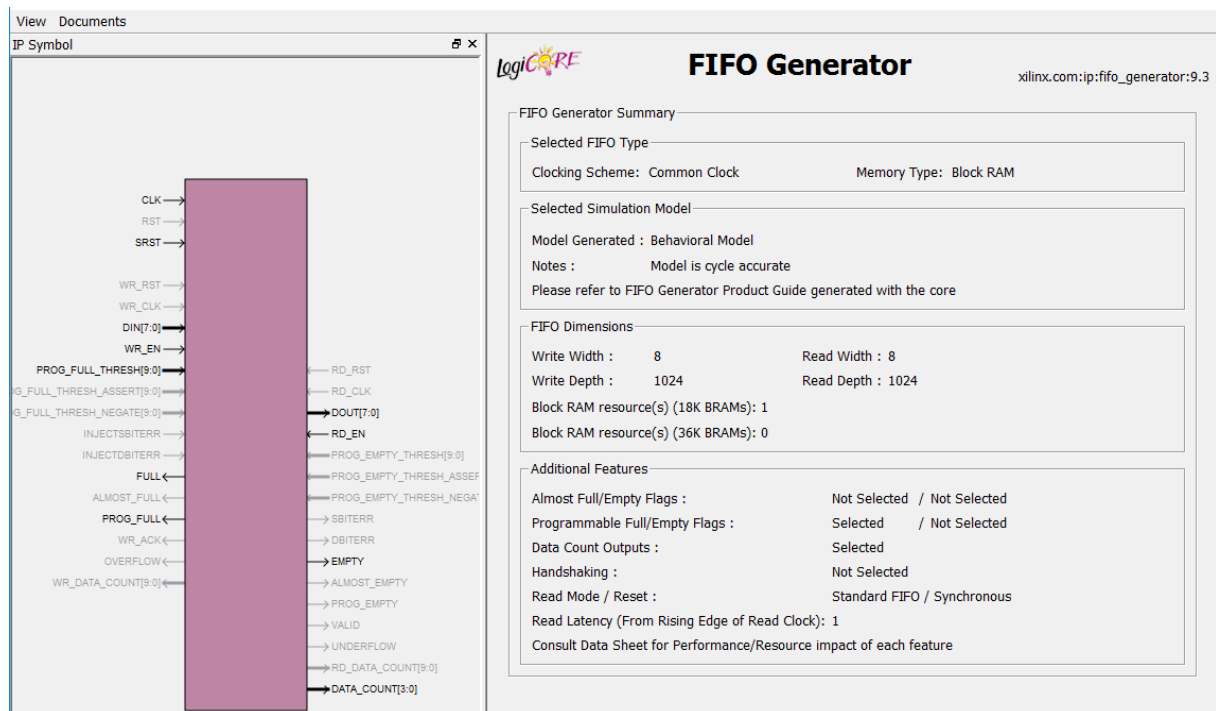 View Documents
IP Symbol
CLK
RST
SRST
WR_RST
WR_CLK
DIN[7:0]
WR_EN
PROG_FULL_THRESH[9:0]
G_FULL_THRESH_ASSERT[9:0]
G_FULL_THRESH_NEGATE[9:0]
INJECTSBITERR
INJECTDBITERR
FULL
ALMOST_FULL
PROG_FULL
WR_ACK
OVERFLOW
WR_DATA_COUNT[9:0]
RD_RST
RD_CLK
DOUT[7:0]
RD_EN
PROG_EMPTY_THRESH[9:0]
PROG_EMPTY_THRESH_ASSER
PROG_EMPTY_THRESH_NEGA
SBITERR
DBITERR
EMPTY
ALMOST_EMPTY
PROG_EMPTY
VALID
UNDERFLOW
RD_DATA_COUNT[9:0]
DATA_COUNT[3:0]
logiCORE
FIFO Generator
xilinx.com:ip:fifo_generator:9.3
FIFO Generator Summary
Selected FIFO Type
Clocking Scheme: Common Clock Memory Type: Block RAM
Selected Simulation Model
Model Generated : Behavioral Model
Notes : Model is cycle accurate
Please refer to FIFO Generator Product Guide generated with the core
FIFO Dimensions
Write Width : 8 Read Width : 8
Write Depth : 1024 Read Depth : 1024
Block RAM resource(s) (18K BRAMs): 1
Block RAM resource(s) (36K BRAMs): 0
Additional Features
Almost Full/Empty Flags : Not Selected / Not Selected
Programmable Full/Empty Flags : Selected / Not Selected
Data Count Outputs : Selected
Handshaking : Not Selected
Read Mode / Reset : Standard FIFO / Synchronous
Read Latency (From Rising Edge of Read Clock): 1
Consult Data Sheet for Performance/Resource impact of each feature